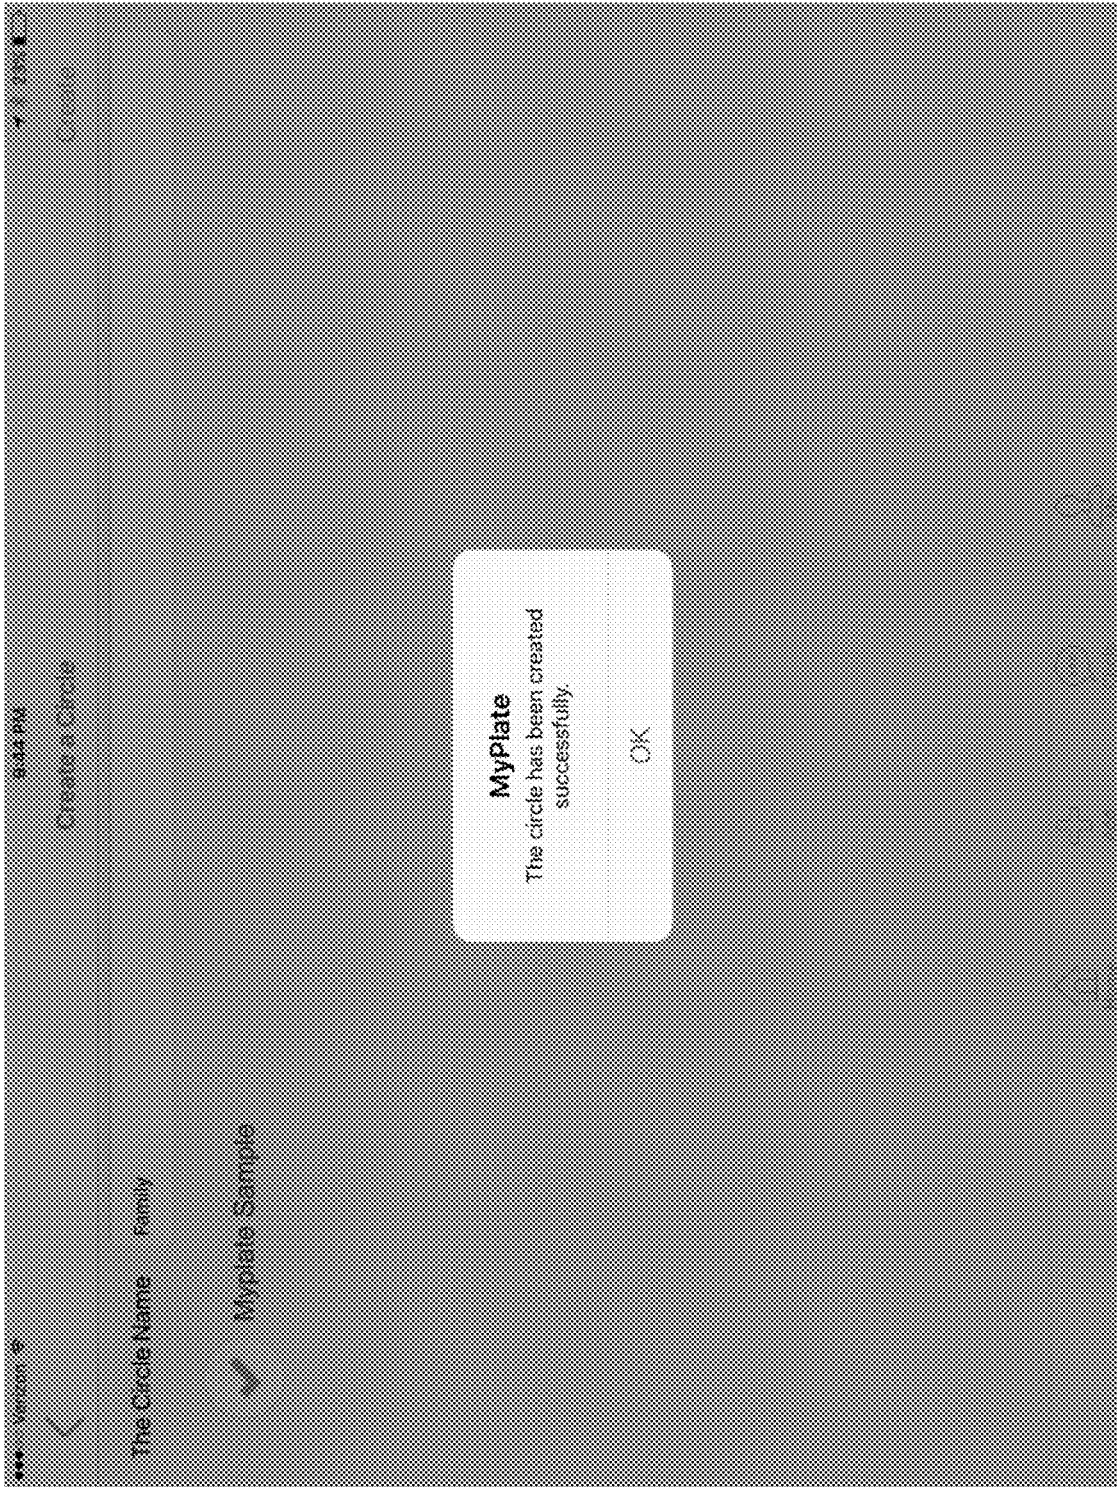 Verizon
9:44 PM
Create a Circle
Create
The Circle Name Family
Myplate Sample
MyPlate
The circle has been created
successfully.
OK